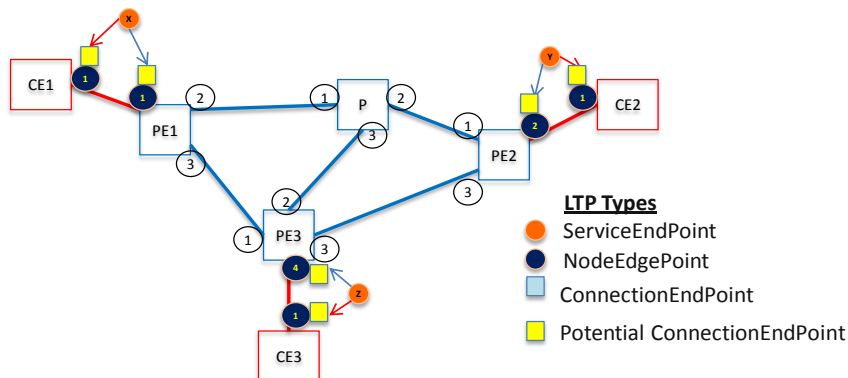 X
CE1
1
1
2
PE1
3
1
P
2
3
Y
1
2
1
CE2
PE2
3
2
1
PE3
3
4
Z
1
CE3
LTP Types
ServiceEndPoint
NodeEdgePoint
ConnectionEndPoint
Potential ConnectionEndPoint